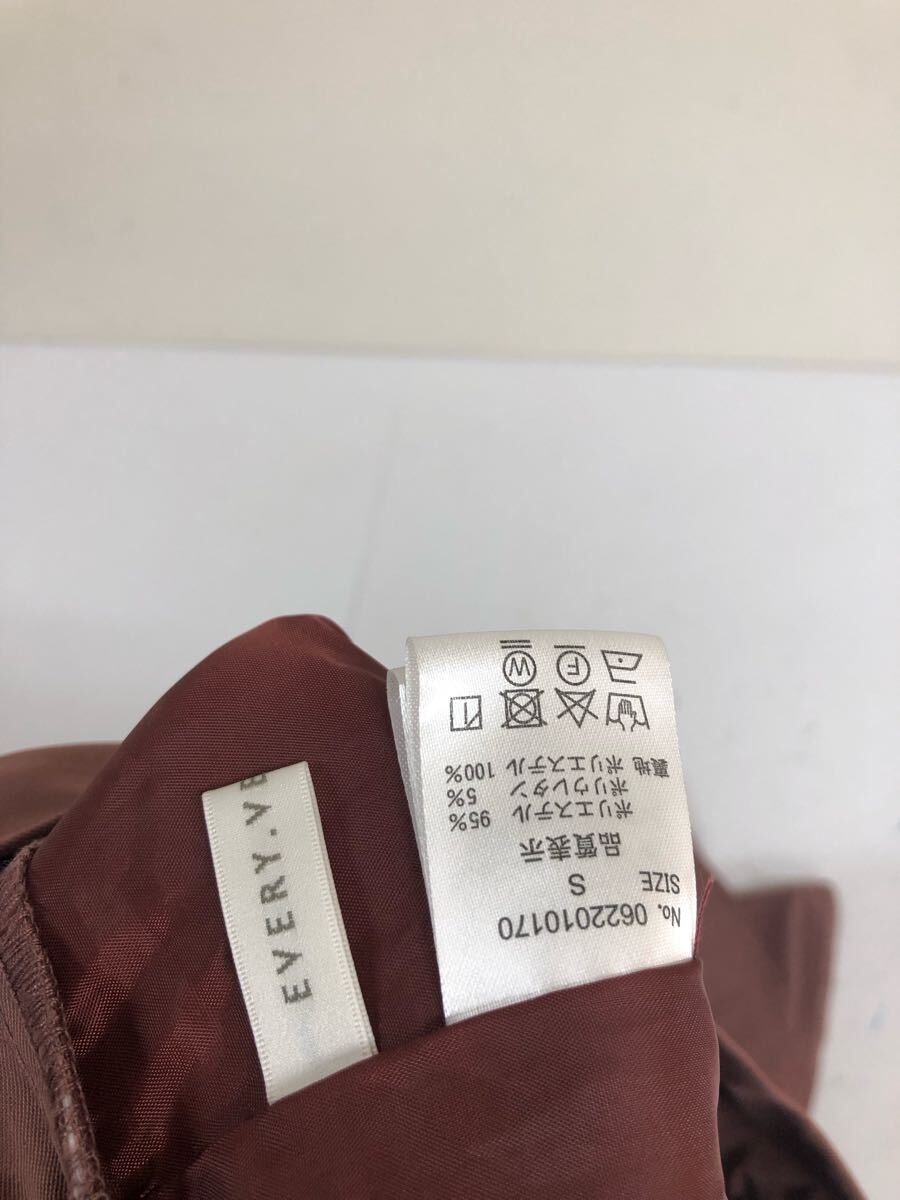 No. 0622010170
SIZE S
品質表示
ポリエステル 95%
ポリウレタン 5%
裏地 ポリエステル 100%
F W
EVERY.VE